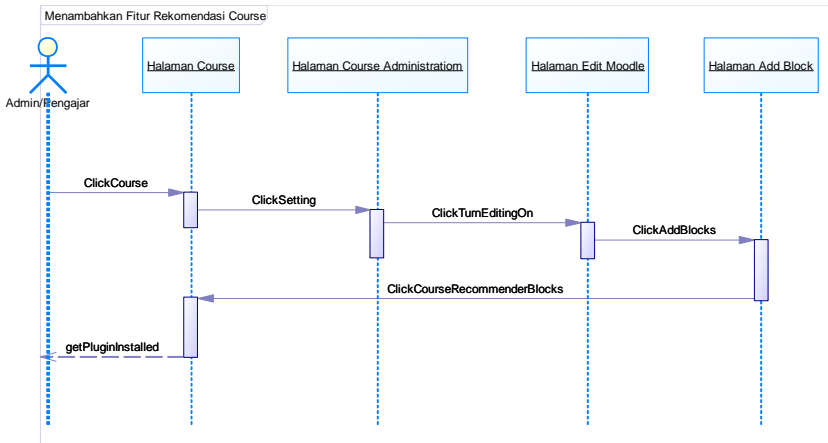 Menambahkan Fitur Rekomendasi Course
Halaman Course
Halaman Course Administratiom
Halaman Edit Moodle
Halaman Add Block
Admin/Pengajar
ClickCourse
ClickSetting
ClickTurnEditingOn
ClickAddBlocks
ClickCourseRecommenderBlocks
getPluginInstalled